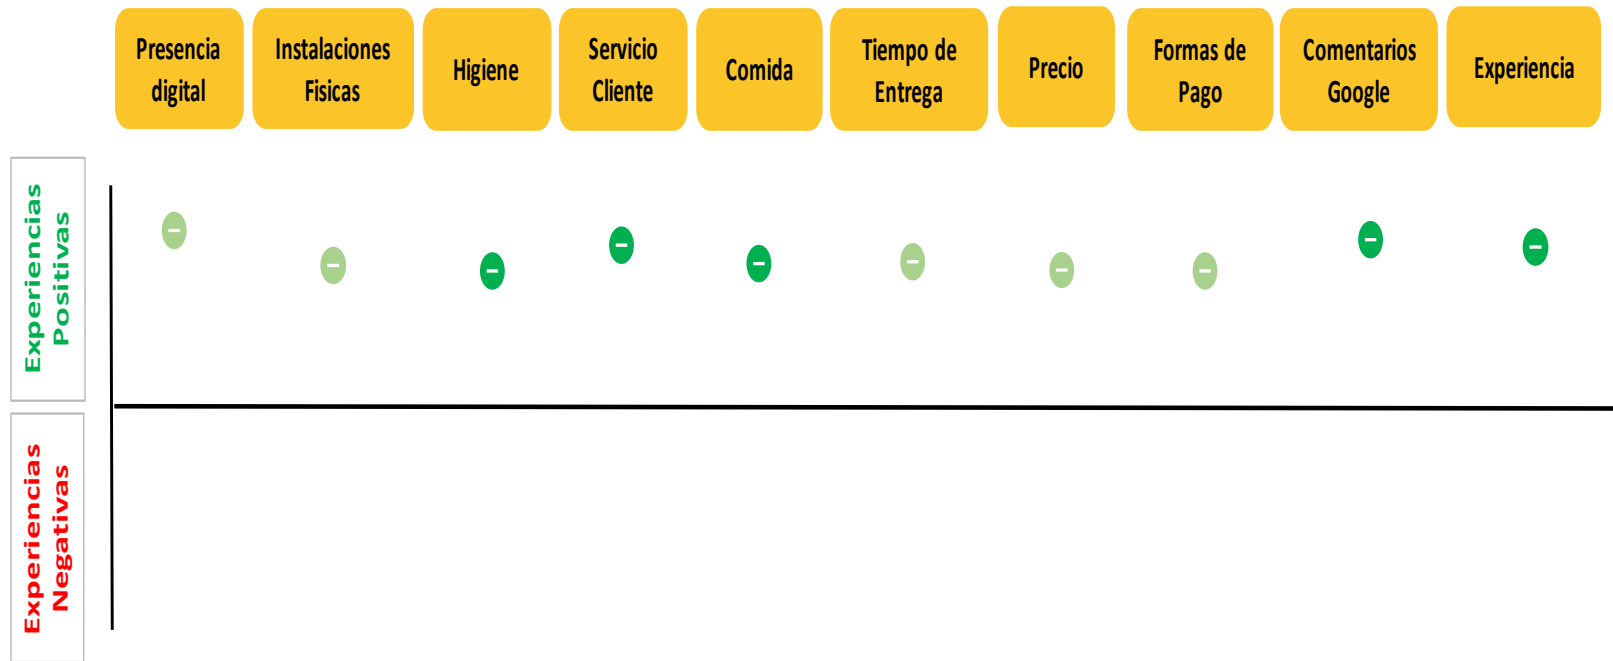 Presencia
digital
Instalaciones
Fisicas
Higiene
Servicio
Cliente
Comida
Tiempo de
Entrega
Precio
Formas de
Pago
Comentarios
Google
Experiencia
Experiencias
Positivas
Experiencias
Negativas